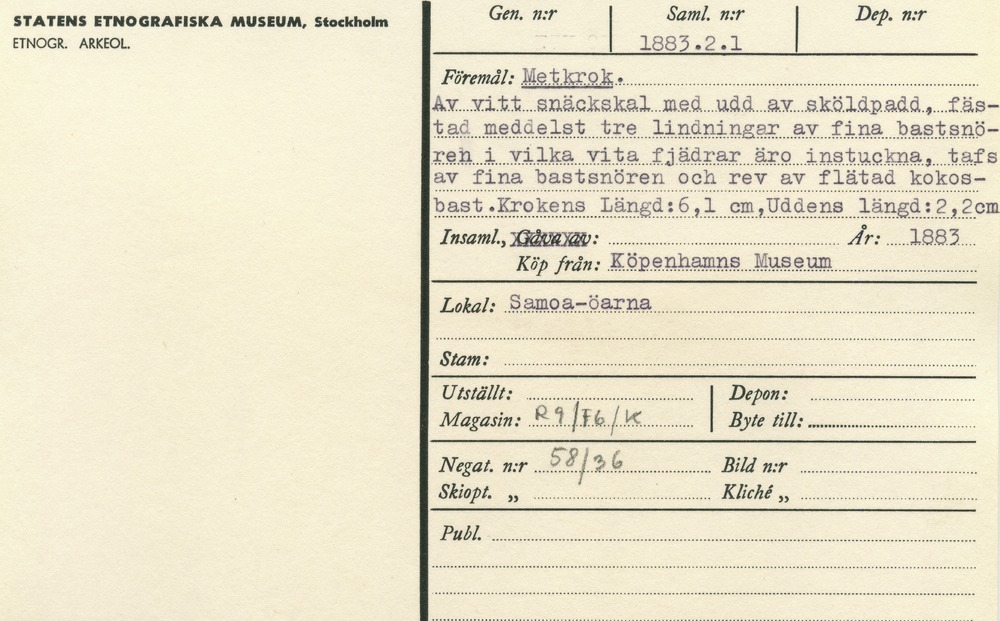 STATENS ETNOGRAFISKA MUSEUM, Stockholm
ETNOGR. ARKEOL.
Gen. n:r Saml. n:r Dep. n:r
1883.2.1
Föremål: Metkrok.
Av vitt snäckskal med udd av sköldpadd, fäs-
tad meddelst tre lindningar av fina bastsnö-
ren i vilka vita fjädrar äro instuckna, tafs
av fina bastsnören och rev av flätad kokos-
bast.Krokens Längd:6,1 cm,Uddens längd:2,2cm
Insaml., Gåva av: År: 1883
Köp från: Köpenhamns Museum
Lokal: Samoa-öarna
Stam:
Utställt: Depon:
Magasin: R9/F6/K Byte till:
Negat. n:r 58/36 Bild n:r
Skiopt. „ Kliché „
Publ.